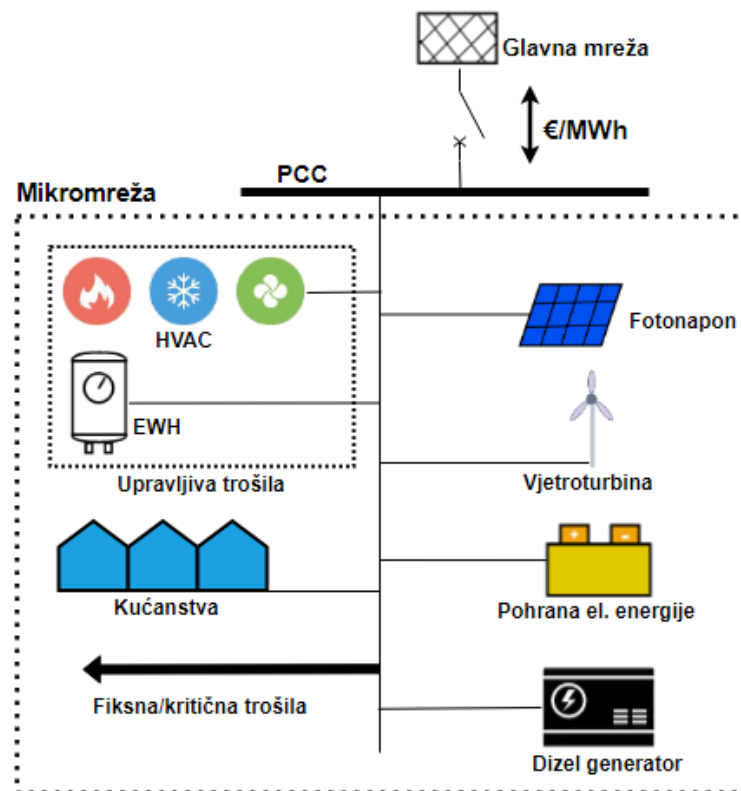 Glavna mreža
€/MWh
PCC
Mikromreža
HVAC
EWH
Upravljiva trošila
Kućanstva
Fiksna/kritična trošila
Fotonapon
Vjetroturbina
+ -
Pohrana el. energije
Dizel generator